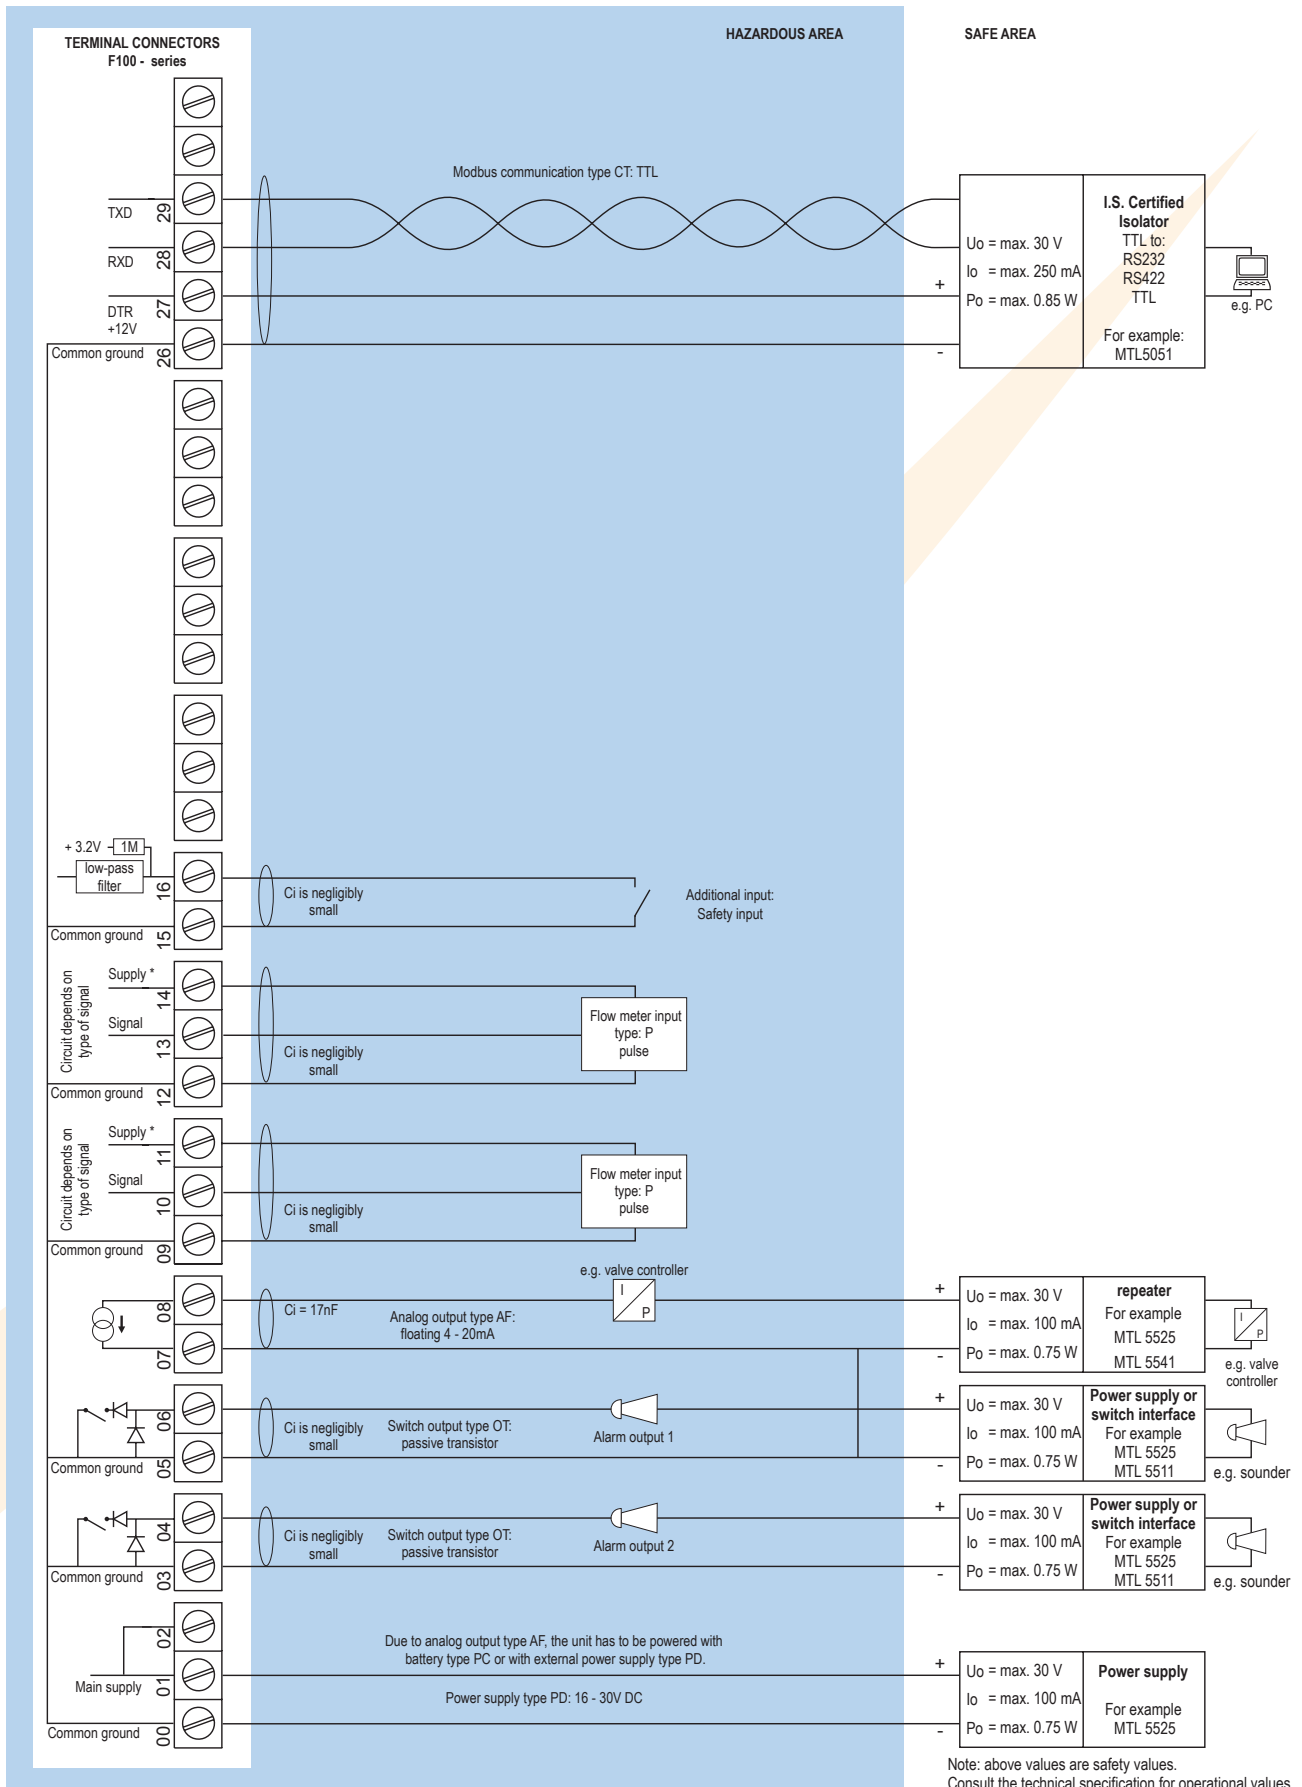 TERMINAL CONNECTORS
F100 - series
HAZARDOUS AREA
SAFE AREA
Modbus communication type CT: TTL
TXD
29
RXD
28
DTR
+12V
27
Common ground
26
Uo = max. 30 V
Io = max. 250 mA
Po = max. 0.85 W
+
-
I.S. Certified
Isolator
TTL to:
RS232
RS422
TTL
For example:
MTL5051
e.g. PC
+ 3.2V
1M
low-pass
filter
16
Common ground
15
Ci is negligibly
small
Additional input:
Safety input
Circuit depends on
type of signal
Supply *
14
Signal
13
Common ground
12
Ci is negligibly
small
Flow meter input
type: P
pulse
Circuit depends on
type of signal
Supply *
11
Signal
10
Common ground
09
Ci is negligibly
small
Flow meter input
type: P
pulse
08
07
Ci = 17nF
Analog output type AF:
floating 4 - 20mA
e.g. valve controller
I
P
+
-
Uo = max. 30 V
Io = max. 100 mA
Po = max. 0.75 W
repeater
For example
MTL 5525
MTL 5541
I
P
e.g. valve
controller
06
Common ground
05
Ci is negligibly
small
Switch output type OT:
passive transistor
Alarm output 1
+
-
Uo = max. 30 V
Io = max. 100 mA
Po = max. 0.75 W
Power supply or
switch interface
For example
MTL 5525
MTL 5511
e.g. sounder
04
Common ground
03
Ci is negligibly
small
Switch output type OT:
passive transistor
Alarm output 2
+
-
Uo = max. 30 V
Io = max. 100 mA
Po = max. 0.75 W
Power supply or
switch interface
For example
MTL 5525
MTL 5511
e.g. sounder
02
Main supply
01
Common ground
00
Due to analog output type AF, the unit has to be powered with
battery type PC or with external power supply type PD.
Power supply type PD: 16 - 30V DC
+
-
Uo = max. 30 V
Io = max. 100 mA
Po = max. 0.75 W
Power supply
For example
MTL 5525
Note: above values are safety values.
Consult the technical specification for operational values